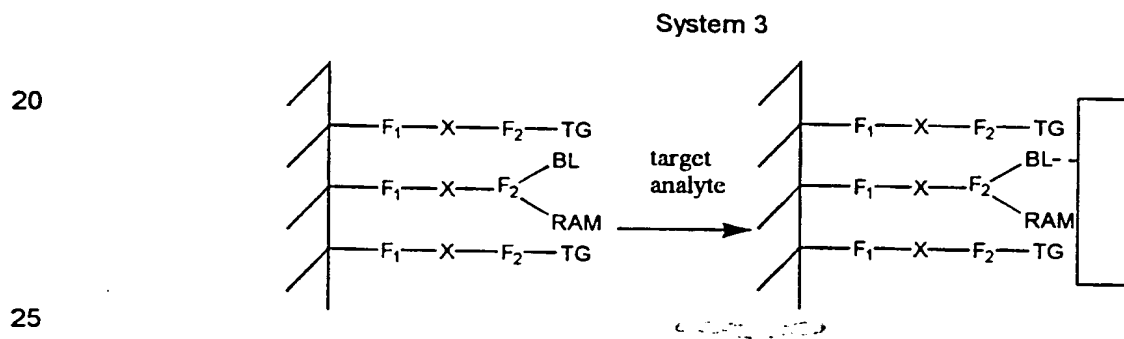 System 3
20
F₁—X—F₂—TG F₁—X—F₂—TG
BL target BL-
F₁—X—F₂ analyte F₁—X—F₂
RAM RAM
F₁—X—F₂—TG F₁—X—F₂—TG
25